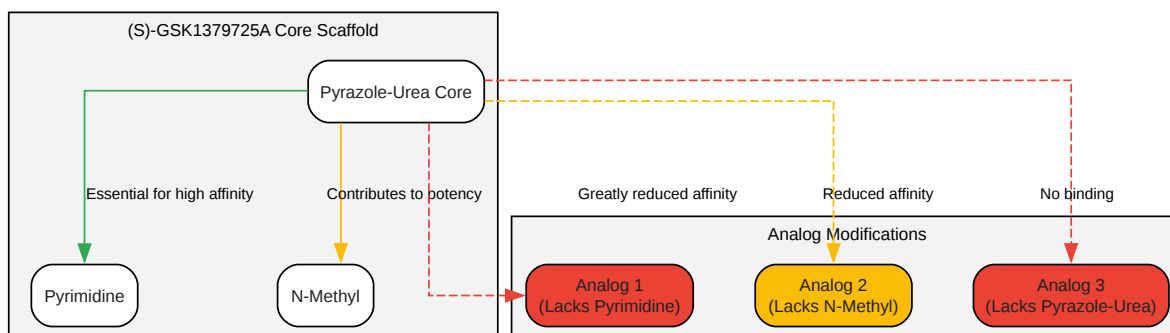 (S)-GSK1379725A Core Scaffold
Pyrazole-Urea Core
Essential for high affinity
Contributes to potency
Greatly reduced affinity
Reduced affinity
No binding
Analog Modifications
Pyrimidine
N-Methyl
Analog 1
(Lacks Pyrimidine)
Analog 2
(Lacks N-Methyl)
Analog 3
(Lacks Pyrazole-Urea)